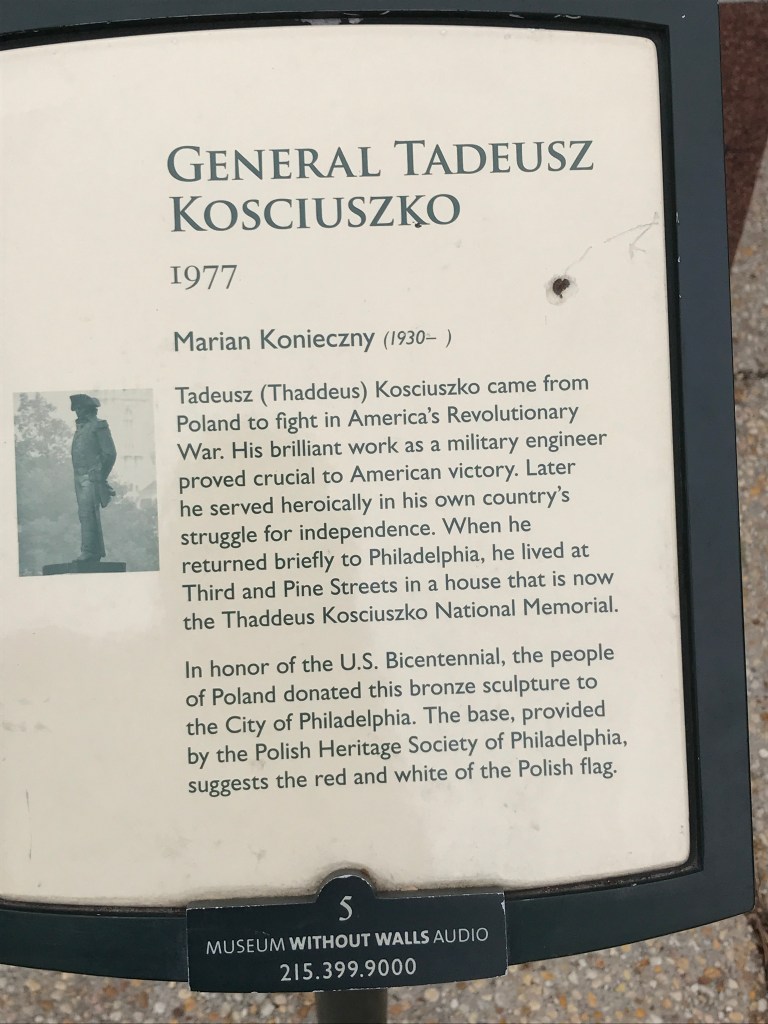 GENERAL TADEUSZ
KOSCIUSZKO
1977
Marian Konieczny (1930– )
Tadeusz (Thaddeus) Kosciuszko came from
Poland to fight in America's Revolutionary
War. His brilliant work as a military engineer
proved crucial to American victory. Later
he served heroically in his own country's
struggle for independence. When he
returned briefly to Philadelphia, he lived at
Third and Pine Streets in a house that is now
the Thaddeus Kosciuszko National Memorial.
In honor of the U.S. Bicentennial, the people
of Poland donated this bronze sculpture to
the City of Philadelphia. The base, provided
by the Polish Heritage Society of Philadelphia,
suggests the red and white of the Polish flag.
5
MUSEUM WITHOUT WALLS AUDIO
215.399.9000